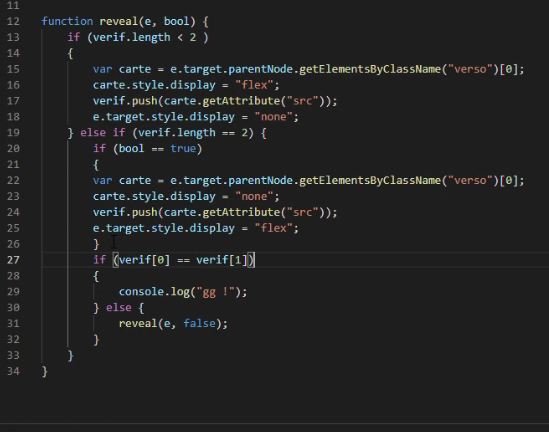 11
12 function reveal(e, bool) {
13 if (verif.length < 2 )
14 {
15 var carte = e.target.parentNode.getElementsByClassName("verso")[0];
16 carte.style.display = "flex";
17 verif.push(carte.getAttribute("src"));
18 e.target.style.display = "none";
19 } else if (verif.length == 2) {
20 if (bool == true)
21 {
22 var carte = e.target.parentNode.getElementsByClassName("verso")[0];
23 carte.style.display = "none";
24 verif.push(carte.getAttribute("src"));
25 e.target.style.display = "flex";
26 }
27 if (verif[0] == verif[1])
28 {
29 console.log("gg !");
30 } else {
31 reveal(e, false);
32 }
33 }
34 }